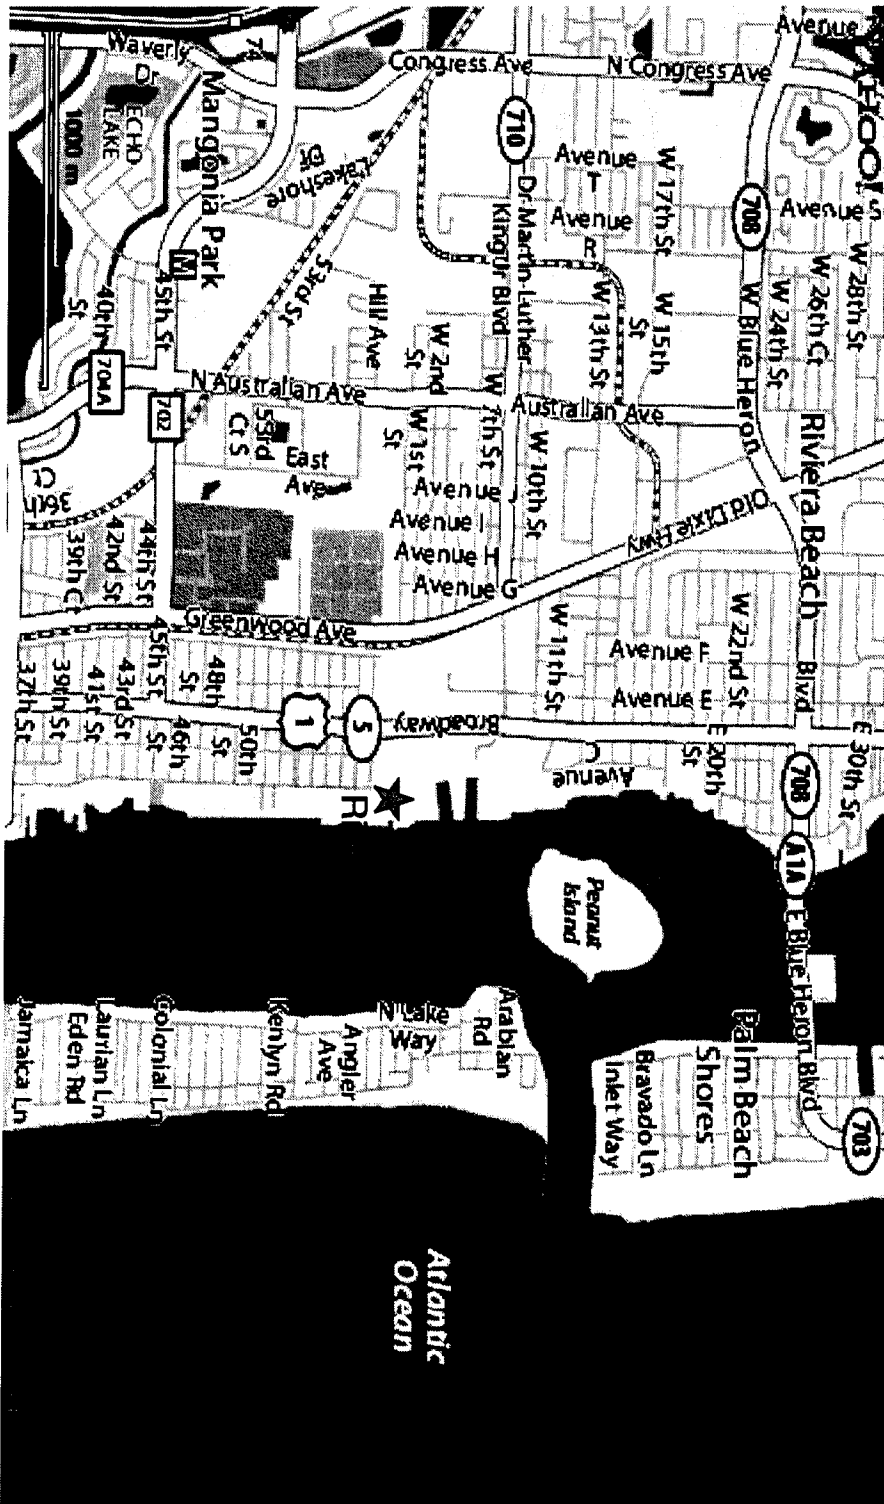 YAHOO!
Avenue S
W 28th St
W 26th Ct
W 24th St
708
W Blue Heron
Riviera Beach
Blvd
E 30th St
708
A1A
E Blue Heron Blvd
703
N Congress Ave
W 17th St
Avenue
T
Avenue
R
W 15th
St
W 13th St
Congress Ave
710
Dr Martin Luther
King Jr Blvd
Australian Ave
W 7th St
W 10th St
Old Dixie Hwy
W 22nd St
Avenue F
Avenue E
W 11th St
E 20th
St
Avenue
C
Palm Beach
Shores
Bravado Ln
Inlet Way
Peanut
Island
Waverly
Dr
74
ECHO
LAKE
1000 m
Mangonia Park
Lakeshore
Dr
53rd St
Hill Ave
W 2nd
St
N Australian Ave
W 1st
St
53rd
Ct S
East
Ave
Avenue J
Avenue I
Avenue H
Avenue G
M
45th St
40th
St
704A
702
36th
Ct
44th St
42nd St
39th Ct
Greenwood Ave
45th St
48th
St
43rd St
41st St
39th St
37th St
46th
St
50th
St
1
5
Broadway
Ri
Arabian
Rd
N Lake
Way
Angler
Ave
Kenlyn Rd
Colonial Ln
Laurian Ln
Eden Rd
Jamaica Ln
Atlantic
Ocean